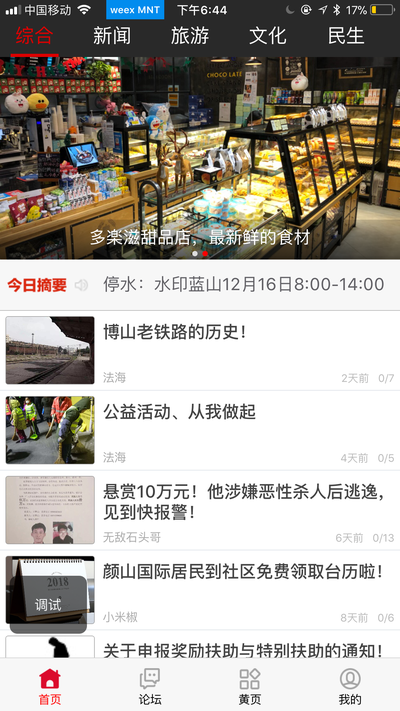 中国移动
weex MNT
下午6:44
17%
综合 新闻 旅游 文化 民生
CHOCO LATE
多楽滋甜品店，最新鲜的食材
今日摘要 停水：水印蓝山12月16日8:00-14:00
博山老铁路的历史！
法海 2天前 0/7
公益活动、从我做起
法海 4天前 0/5
悬赏10万元！他涉嫌恶性杀人后逃逸，
见到快报警！
无敌石头哥 6天前 0/13
颜山国际居民到社区免费领取台历啦！
2018
调试
小米椒 8天前 0/6
关于申报奖励扶助与特别扶助的通知！
首页 论坛 黄页 我的